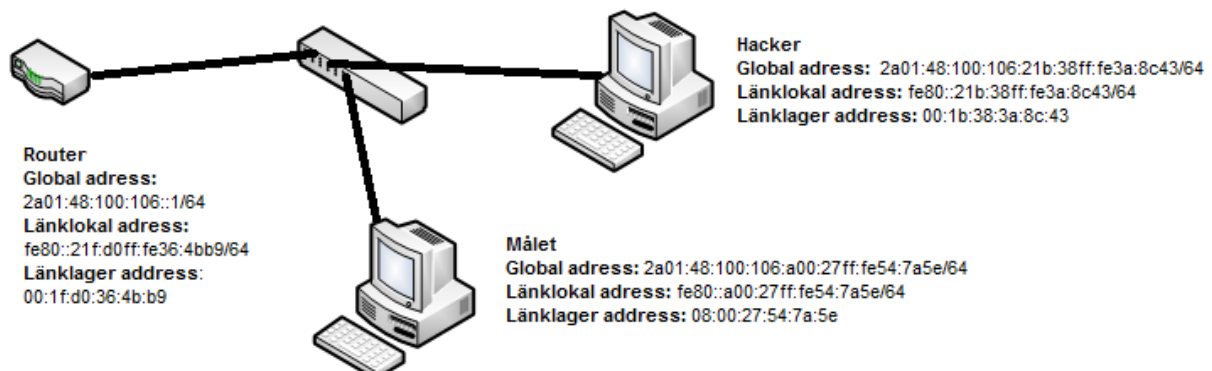 Hacker
Global adress: 2a01:48:100:106:21b:38ff:fe3a:8c43/64
Länklokal adress: fe80::21b:38ff:fe3a:8c43/64
Länklager address: 00:1b:38:3a:8c:43
Router
Global adress:
2a01:48:100:106::1/64
Länklokal adress:
fe80::21f:d0ff:fe36:4bb9/64
Länklager address:
00:1f:d0:36:4b:b9
Målet
Global adress: 2a01:48:100:106:a00:27ff:fe54:7a5e/64
Länklokal adress: fe80::a00:27ff:fe54:7a5e/64
Länklager address: 08:00:27:54:7a:5e